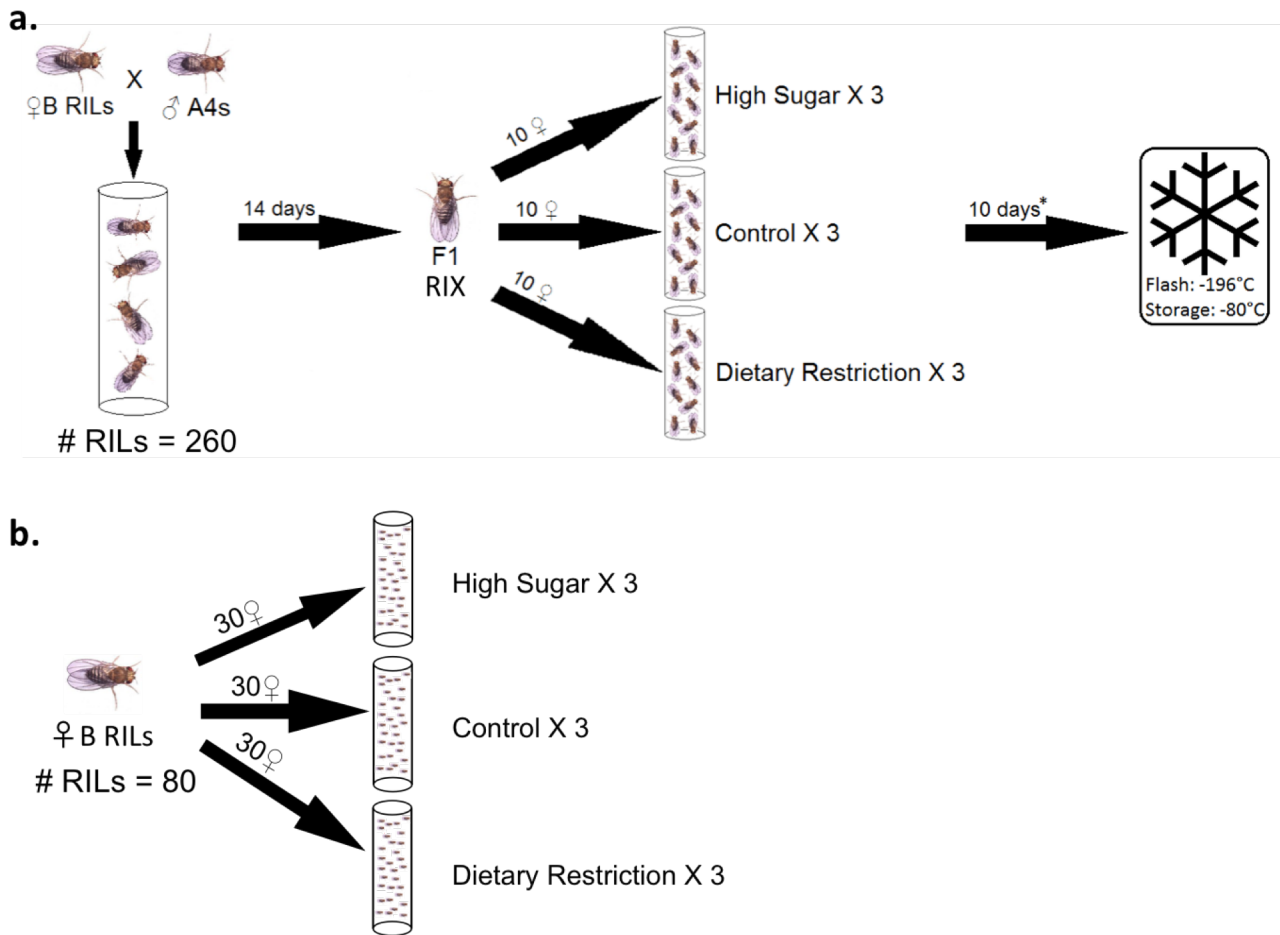 a.
X
♀B RILs
♂ A4s
# RILs = 260
14 days
F1
RIX
10 ♀
10 ♀
10 ♀
High Sugar X 3
Control X 3
Dietary Restriction X 3
10 days*
Flash: -196°C
Storage: -80°C
b.
♀ B RILs
# RILs = 80
30♀
30♀
30♀
High Sugar X 3
Control X 3
Dietary Restriction X 3